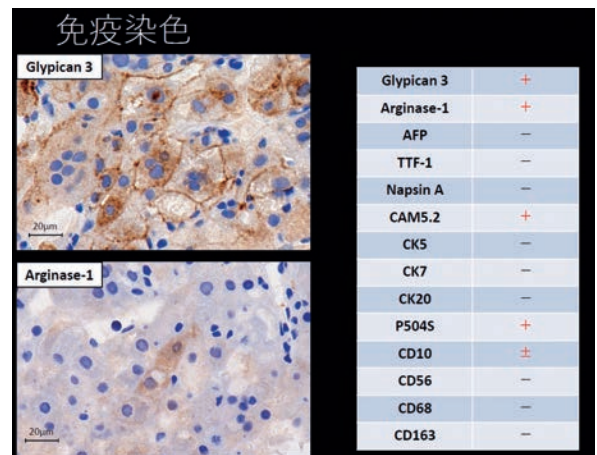 免疫染色
Glypican 3
20μm
Arginase-1
20μm
Glypican 3 +
Arginase-1 +
AFP −
TTF-1 −
Napsin A −
CAM5.2 +
CK5 −
CK7 −
CK20 −
P504S +
CD10 ±
CD56 −
CD68 −
CD163 −